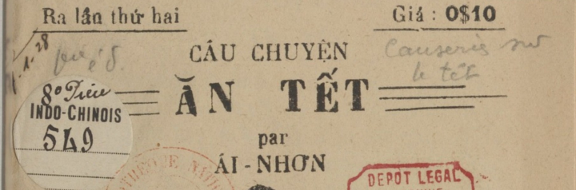 Ra lần thứ hai
Giá : 0$10
CÂU CHUYỆN
Causeries sur
le têt
ĂN TẾT
8° Pièce
INDO-CHINOIS
549
par
ÁI-NHƠN
DEPOT LEGAL